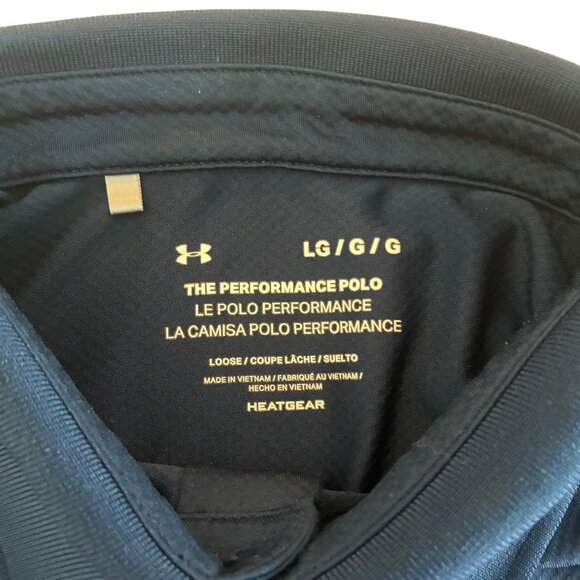 LG / G / G
THE PERFORMANCE POLO
LE POLO PERFORMANCE
LA CAMISA POLO PERFORMANCE
LOOSE / COUPE LÂCHE / SUELTO
MADE IN VIETNAM / FABRIQUÉ AU VIETNAM /
HECHO EN VIETNAM
HEATGEAR